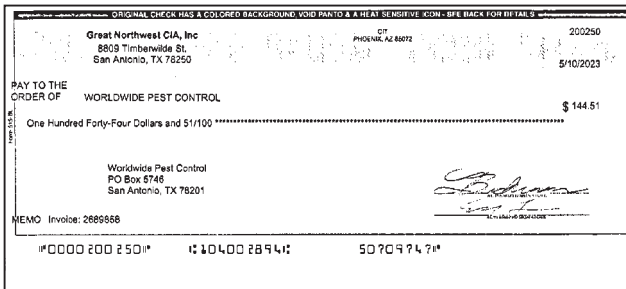 ORIGINAL CHECK HAS A COLORED BACKGROUND, VOID PANTO & A HEAT SENSITIVE ICON - SEE BACK FOR DETAILS
Great Northwest CIA, Inc
8809 Timberwilde St.
San Antonio, TX 78250
CIT
PHOENIX, AZ 85072
200250
5/10/2023
PAY TO THE
ORDER OF WORLDWIDE PEST CONTROL
$ 144.51
One Hundred Forty-Four Dollars and 51/100
Worldwide Pest Control
PO Box 5746
San Antonio, TX 78201
MEMO Invoice: 2689858
⑈0000200250⑈ ⑆104002894⑆ 50709747⑈